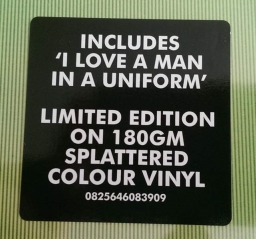 INCLUDES
'I LOVE A MAN
IN A UNIFORM'
LIMITED EDITION
ON 180GM
SPLATTERED
COLOUR VINYL
0825646083909